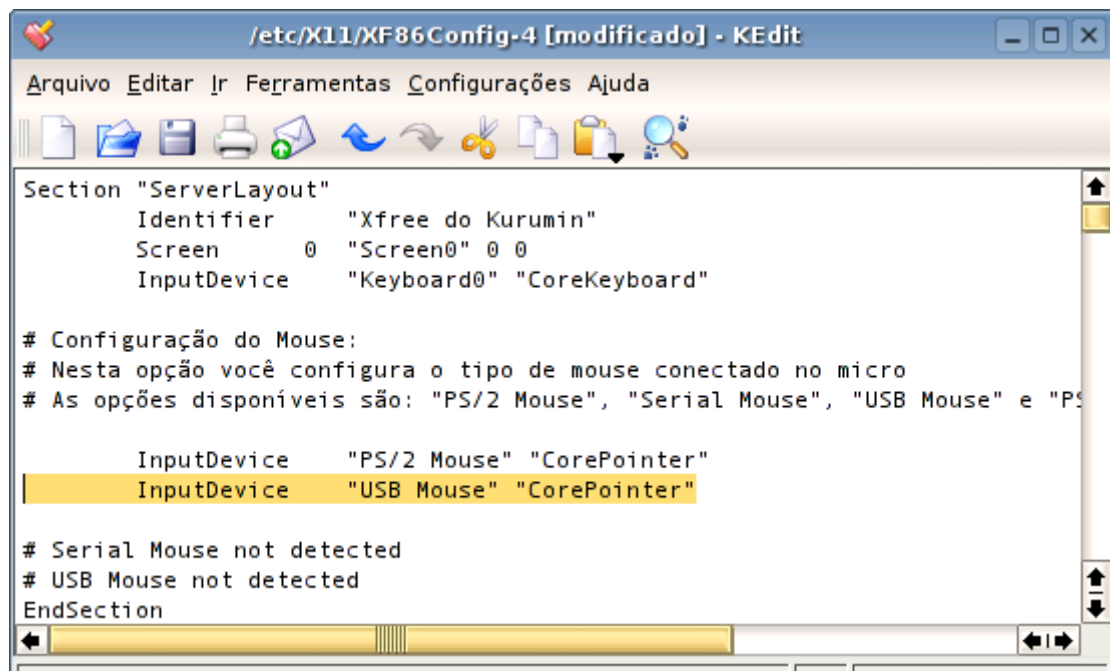 /etc/X11/XF86Config-4 [modificado] - KEdit
Arquivo Editar Ir Ferramentas Configurações Ajuda
Section "ServerLayout"
Identifier "Xfree do Kurumin"
Screen 0 "Screen0" 0 0
InputDevice "Keyboard0" "CoreKeyboard"
# Configuração do Mouse:
# Nesta opção você configura o tipo de mouse conectado no micro
# As opções disponíveis são: "PS/2 Mouse", "Serial Mouse", "USB Mouse" e
InputDevice "PS/2 Mouse" "CorePointer"
InputDevice "USB Mouse" "CorePointer"
# Serial Mouse not detected
# USB Mouse not detected
EndSection